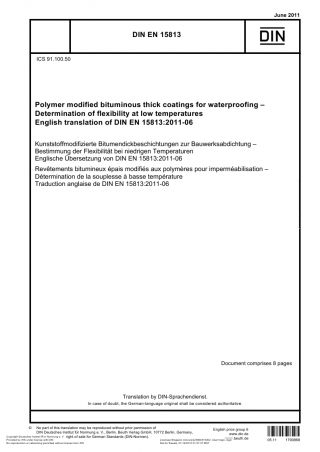 June 2011
DIN EN 15813
DIN
ICS 91.100.50
Polymer modified bituminous thick coatings for waterproofing –
Determination of flexibility at low temperatures
English translation of DIN EN 15813:2011-06
Kunststoffmodifizierte Bitumendickbeschichtungen zur Bauwerksabdichtung –
Bestimmung der Flexibilität bei niedrigen Temperaturen
Englische Übersetzung von DIN EN 15813:2011-06
Revêtements bitumineux épais modifiés aux polymères pour imperméabilisation –
Détermination de la souplesse à basse température
Traduction anglaise de DIN EN 15813:2011-06
Document comprises 8 pages
Translation by DIN-Sprachendienst.
In case of doubt, the German-language original shall be considered authoritative.
No part of this translation may be reproduced without prior permission of
DIN Deutsches Institut für Normung e. V., Berlin. Beuth Verlag GmbH, 10772 Berlin, Germany,
right of sale for German Standards (DIN-Normen).
English price group 6
www.din.de
www.beuth.de